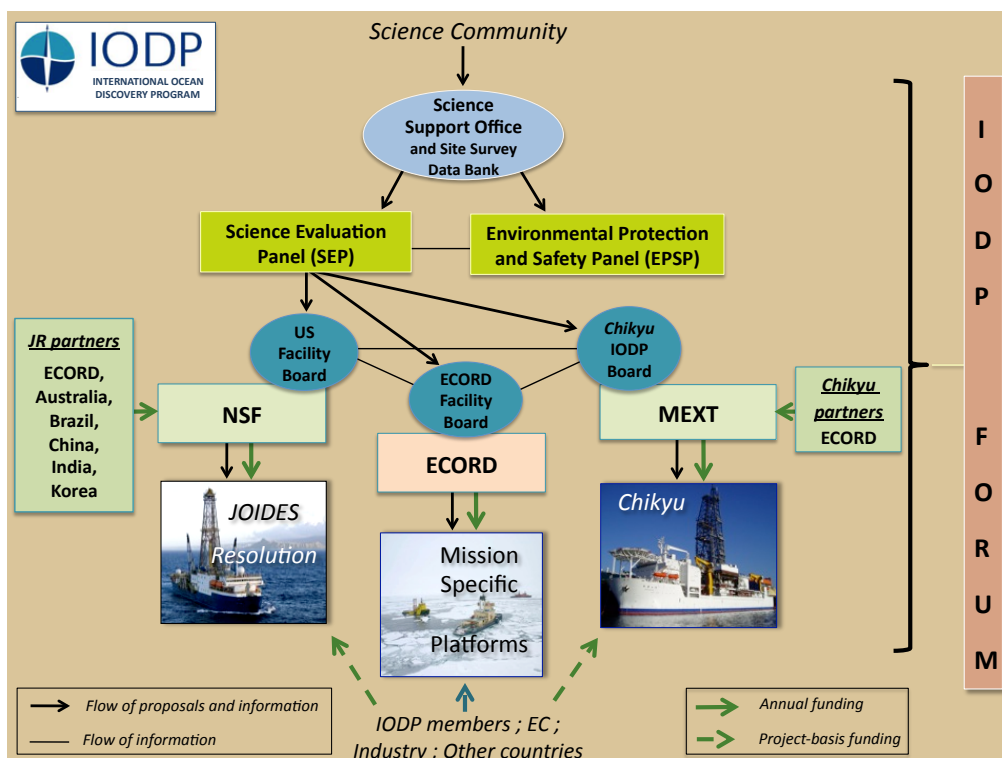 IODP
INTERNATIONAL OCEAN
DISCOVERY PROGRAM
Science Community
Science
Support Office
and Site Survey
Data Bank
Science Evaluation
Panel (SEP)
Environmental Protection
and Safety Panel (EPSP)
US
Facility
Board
ECORD
Facility
Board
Chikyu
IODP
Board
JR partners
ECORD,
Australia,
Brazil,
China,
India,
Korea
NSF
ECORD
MEXT
Chikyu
partners
ECORD
JOIDES
Resolution
Mission
Specific
Platforms
Chikyu
IODP members ; EC ;
Industry ; Other countries
Flow of proposals and information
Flow of information
Annual funding
Project-basis funding
I
O
D
P
F
O
R
U
M